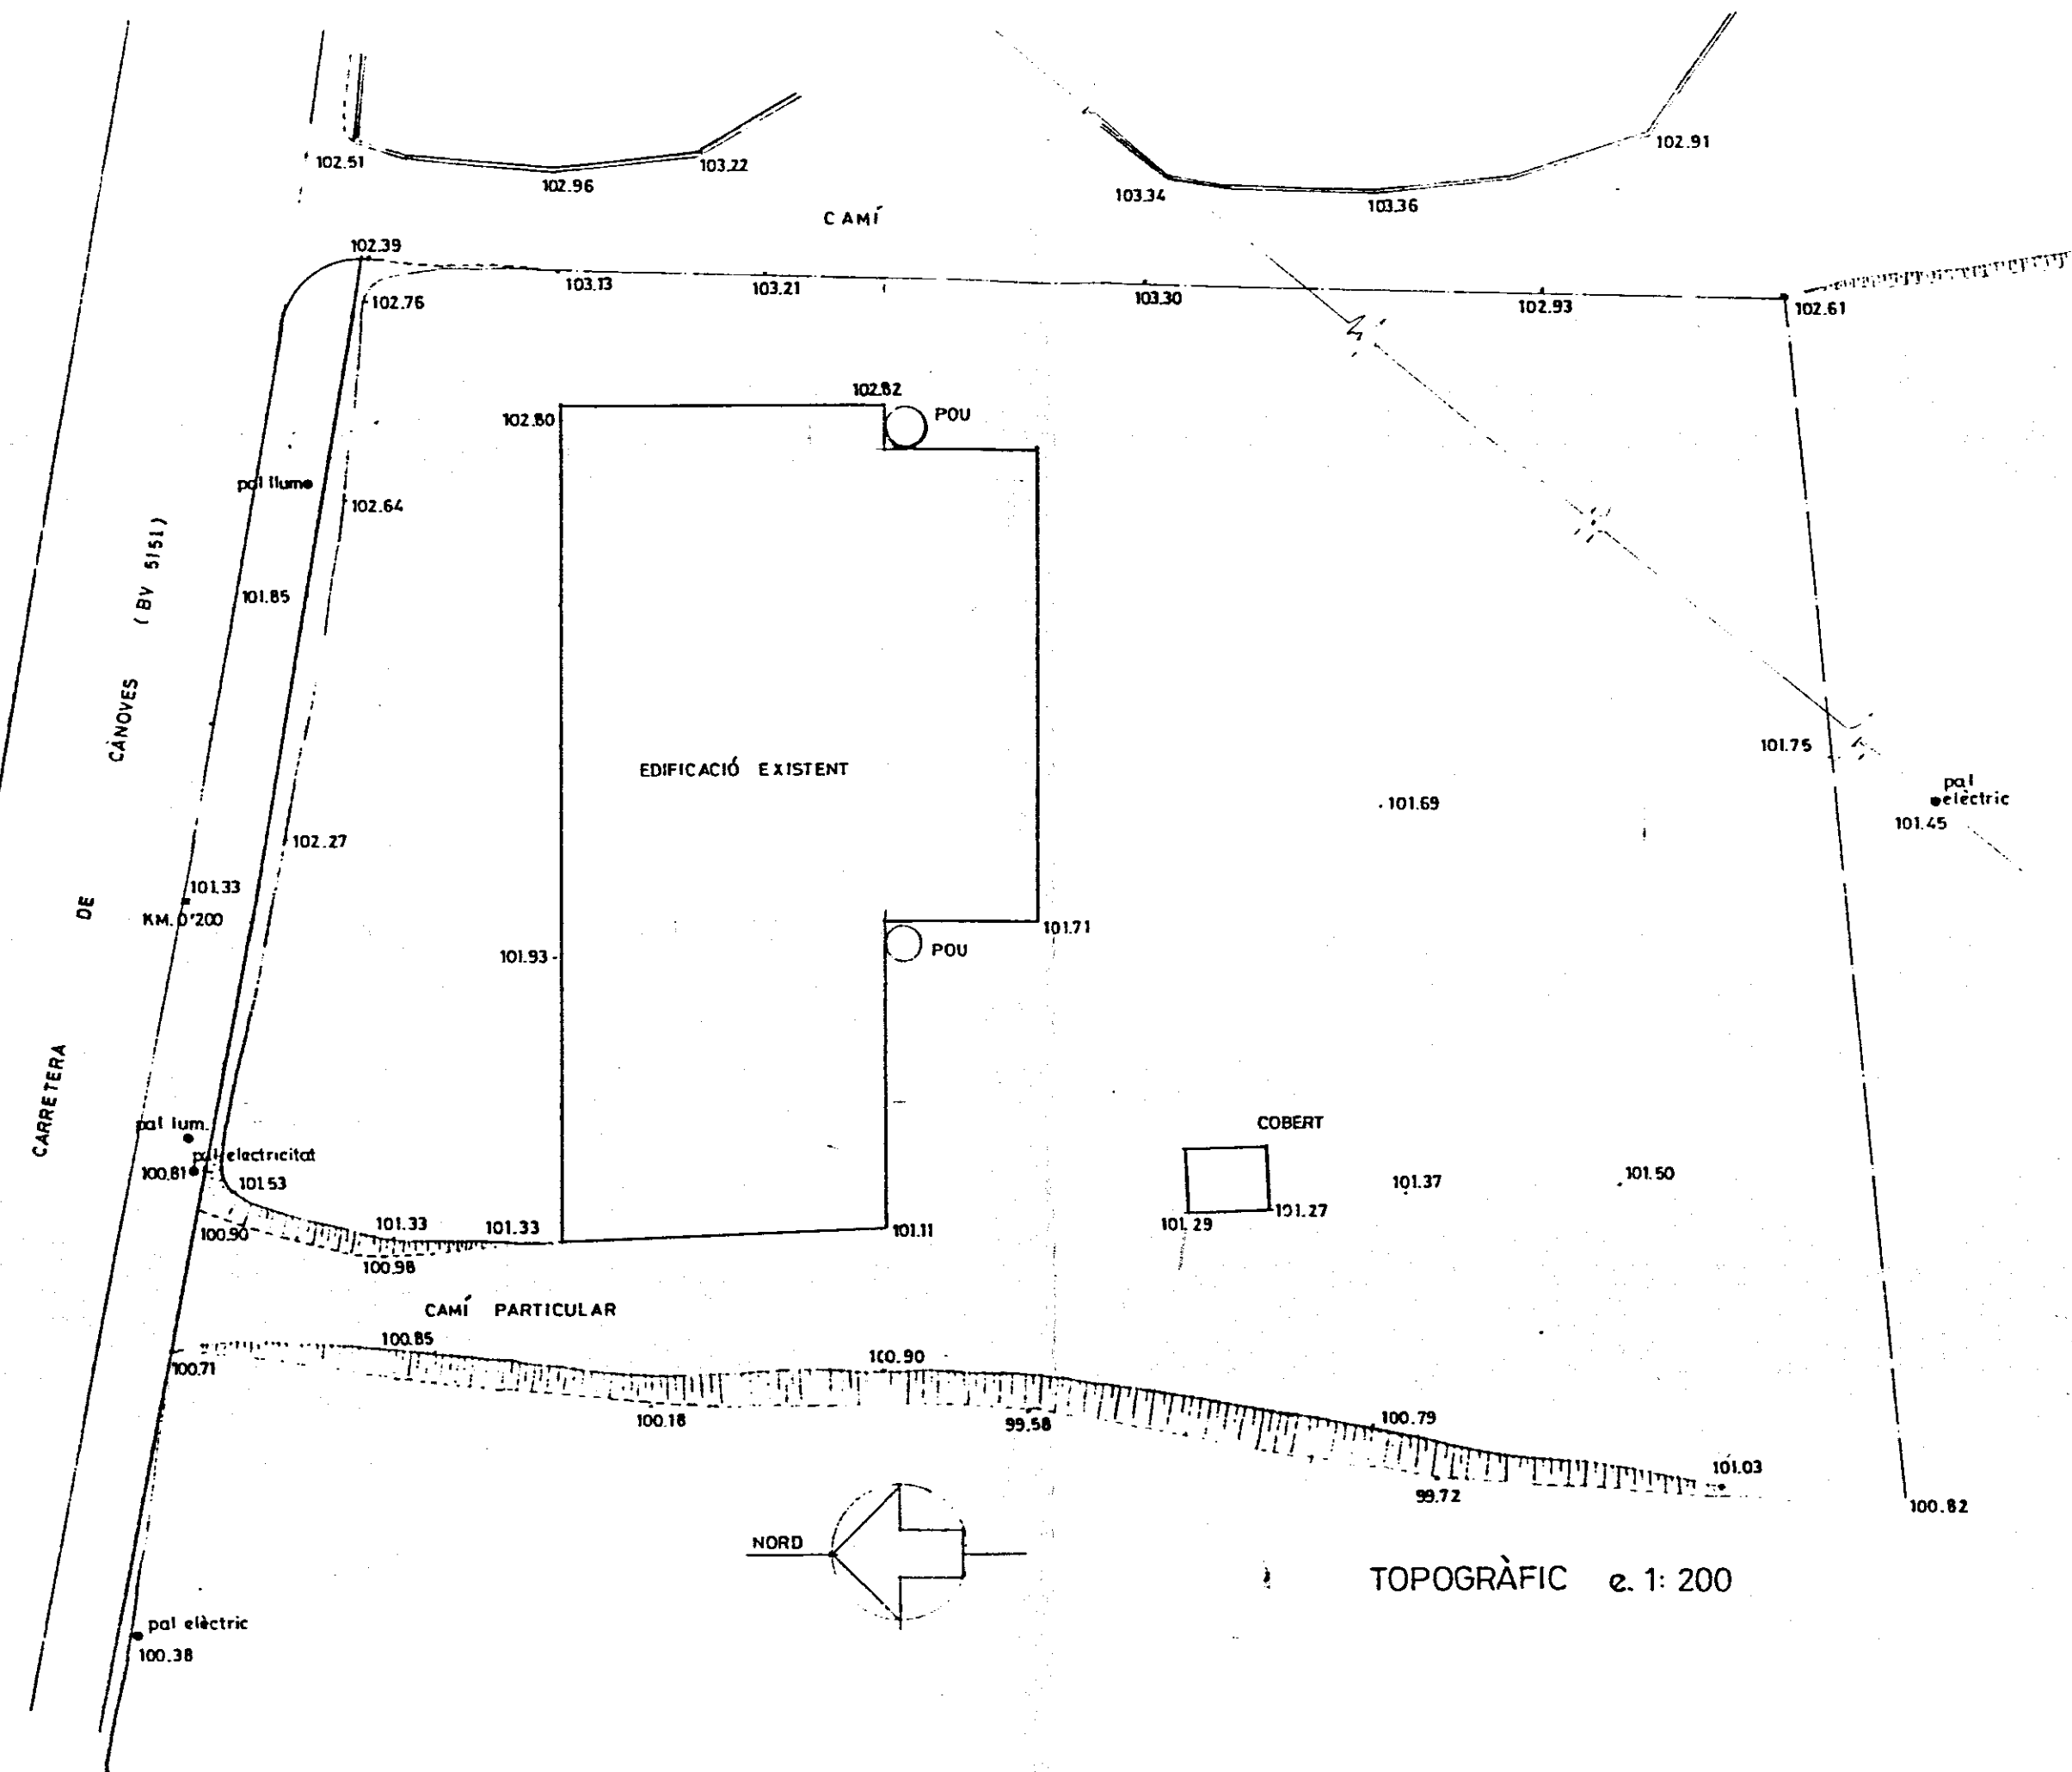 102.51
102.96
103.22
103.34
103.36
102.91
CAMÍ
102.39
102.76
103.13
103.21
103.30
102.93
102.61
102.80
102.82
POU
pal llum
102.64
CARRETERA DE CÀNOVES (BV 5151)
101.85
EDIFICACIÓ EXISTENT
101.75
101.69
pal
elèctric
101.45
102.27
101.33
KM. 0'200
101.93
101.71
POU
COBERT
pal lum.
pal electricitat
100.81
101.53
101.37
101.50
101.29
101.27
100.90
101.33
101.33
101.11
100.98
CAMÍ PARTICULAR
100.85
100.71
100.90
100.18
99.58
100.79
101.03
99.72
100.82
NORD
TOPOGRÀFIC e. 1: 200
pal elèctric
100.38